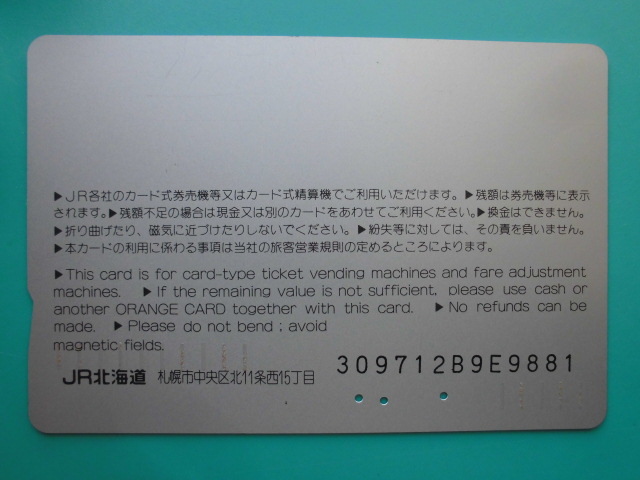 ▶JR各社のカード式券売機等又はカード式精算機でご利用いただけます。▶残額は券売機等に表示
されます。▶残額不足の場合は現金又は別のカードをあわせてご利用ください。▶換金はできません。
▶折り曲げたり、磁気に近づけたりしないでください。▶紛失等に対しては、その責を負いません。
▶本カードの利用に係わる事項は当社の旅客営業規則の定めるところによります。
▶This card is for card-type ticket vending machines and fare adjustment
machines. ▶If the remaining value is not sufficient, please use cash or
another ORANGE CARD together with this card. ▶No refunds can be
made. ▶Please do not bend ; avoid
magnetic fields.
309712B9E9881
JR北海道 札幌市中央区北11条西15丁目